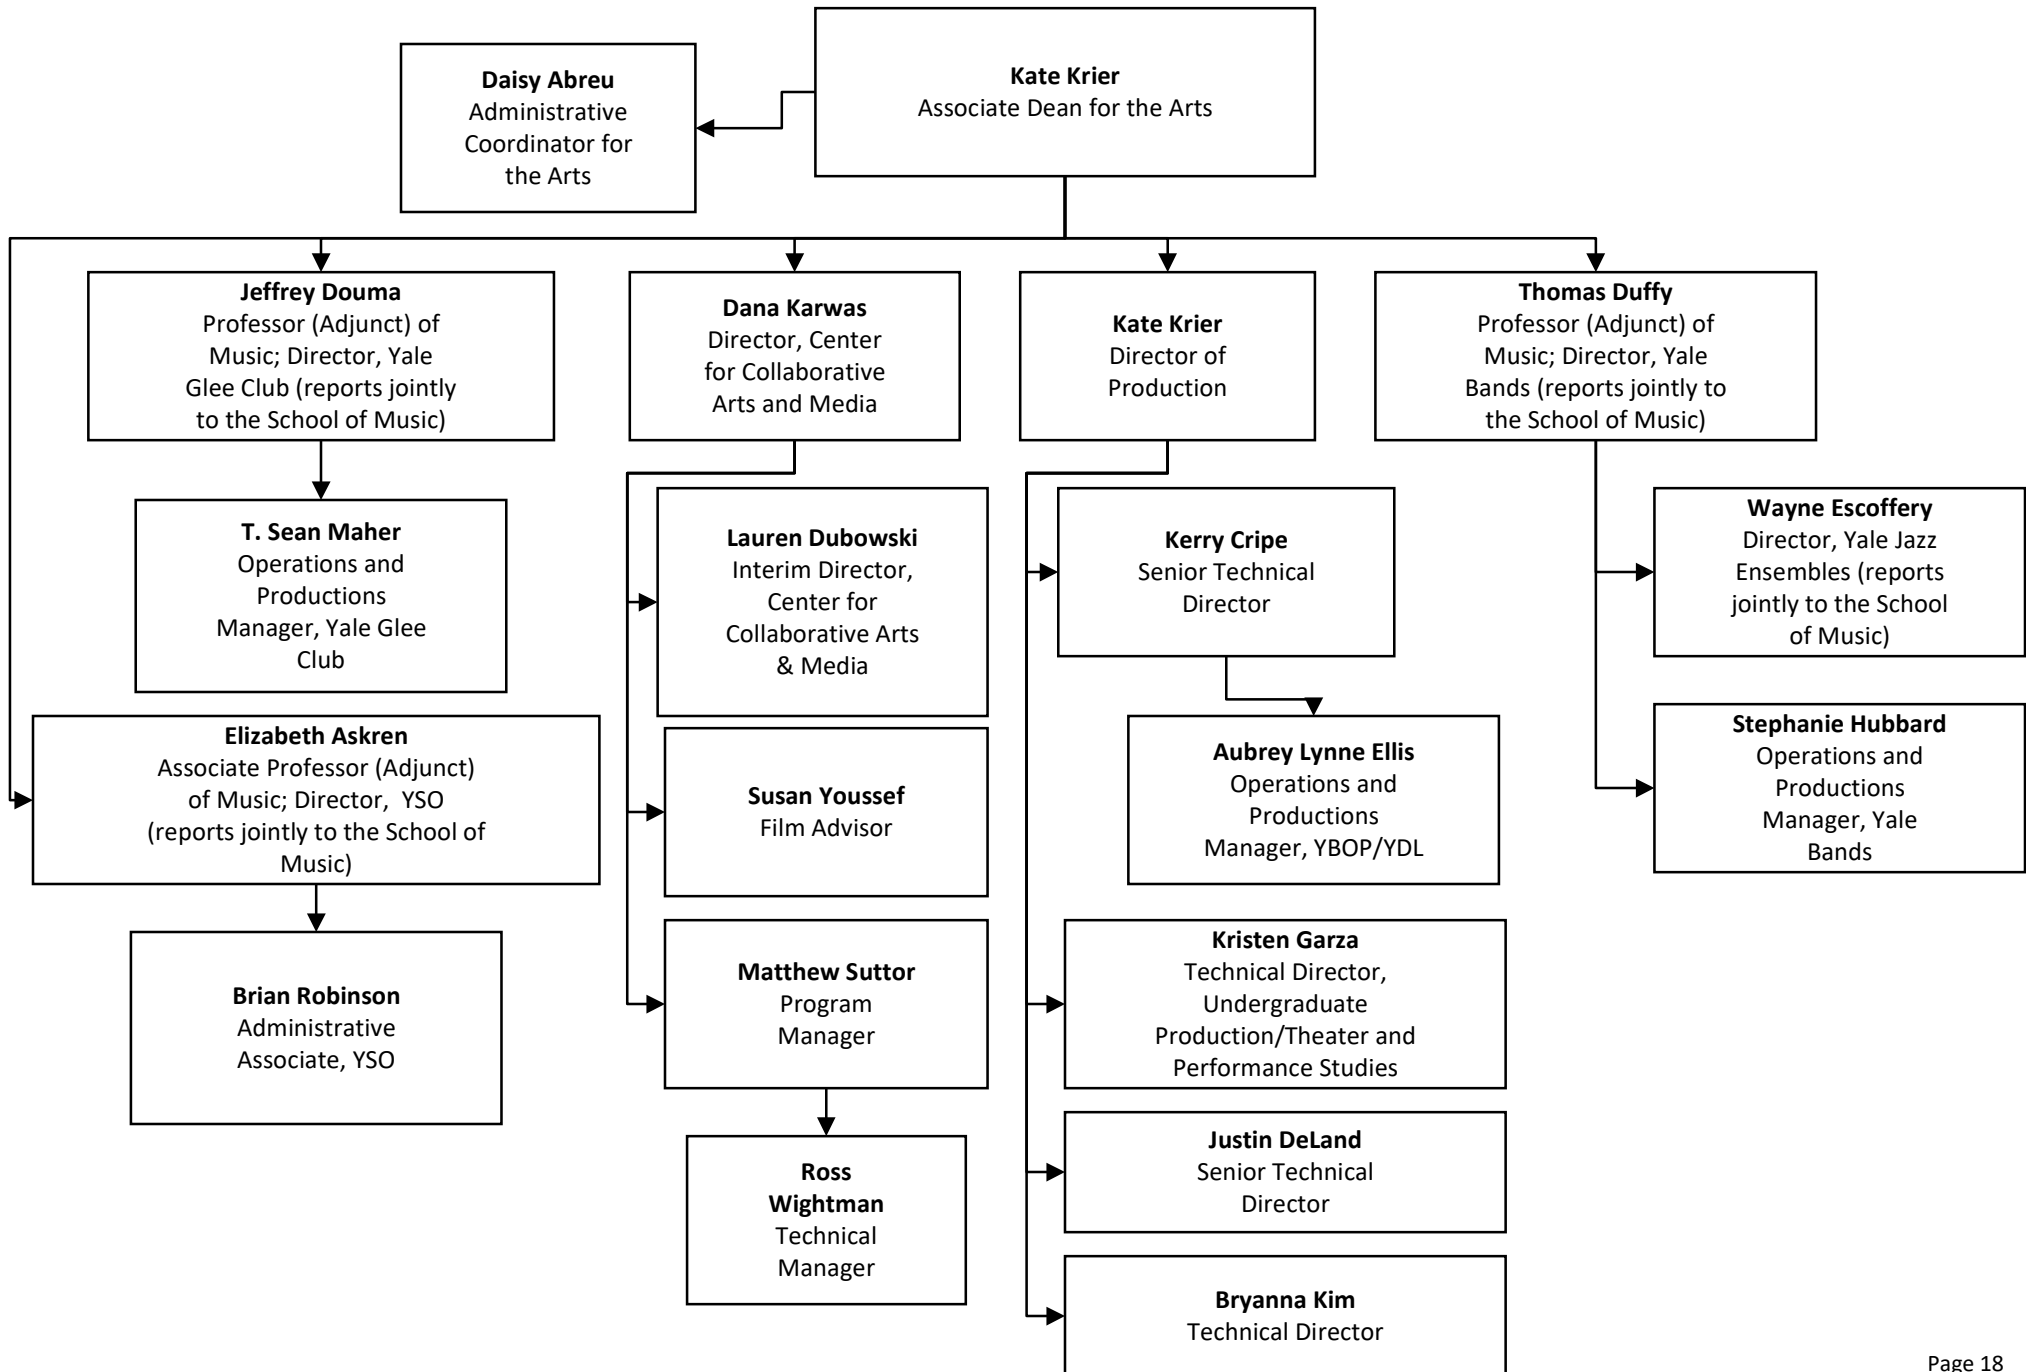 Daisy Abreu
Administrative
Coordinator for
the Arts
Kate Krier
Associate Dean for the Arts
Jeffrey Douma
Professor (Adjunct) of
Music; Director, Yale
Glee Club (reports jointly
to the School of Music)
Dana Karwas
Director, Center
for Collaborative
Arts and Media
Kate Krier
Director of
Production
Thomas Duffy
Professor (Adjunct) of
Music; Director, Yale
Bands (reports jointly to
the School of Music)
T. Sean Maher
Operations and
Productions
Manager, Yale Glee
Club
Lauren Dubowski
Interim Director,
Center for
Collaborative Arts
& Media
Kerry Cripe
Senior Technical
Director
Wayne Escoffery
Director, Yale Jazz
Ensembles (reports
jointly to the School
of Music)
Elizabeth Askren
Associate Professor (Adjunct)
of Music; Director, YSO
(reports jointly to the School of
Music)
Susan Youssef
Film Advisor
Aubrey Lynne Ellis
Operations and
Productions
Manager, YBOP/YDL
Stephanie Hubbard
Operations and
Productions
Manager, Yale
Bands
Brian Robinson
Administrative
Associate, YSO
Matthew Suttor
Program
Manager
Kristen Garza
Technical Director,
Undergraduate
Production/Theater and
Performance Studies
Ross
Wightman
Technical
Manager
Justin DeLand
Senior Technical
Director
Bryanna Kim
Technical Director
Page 18